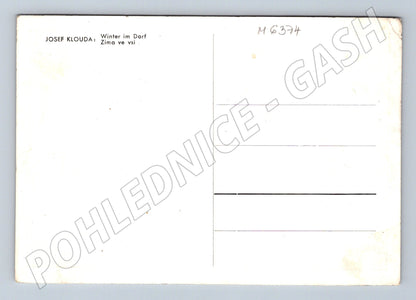 JOSEF KLOUDA: Winter im Dorf
Zima ve vsi
M 6374
POHLEDNICE - GASH